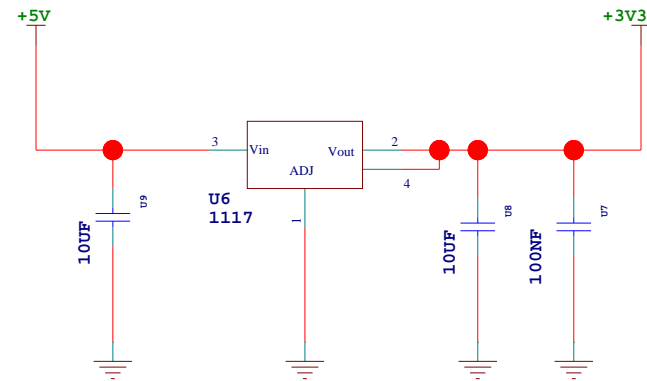 +5V
+3V3
3
Vin
ADJ
Vout
2
4
U6
1117
1
U9
10UF
U8
10UF
U7
100NF